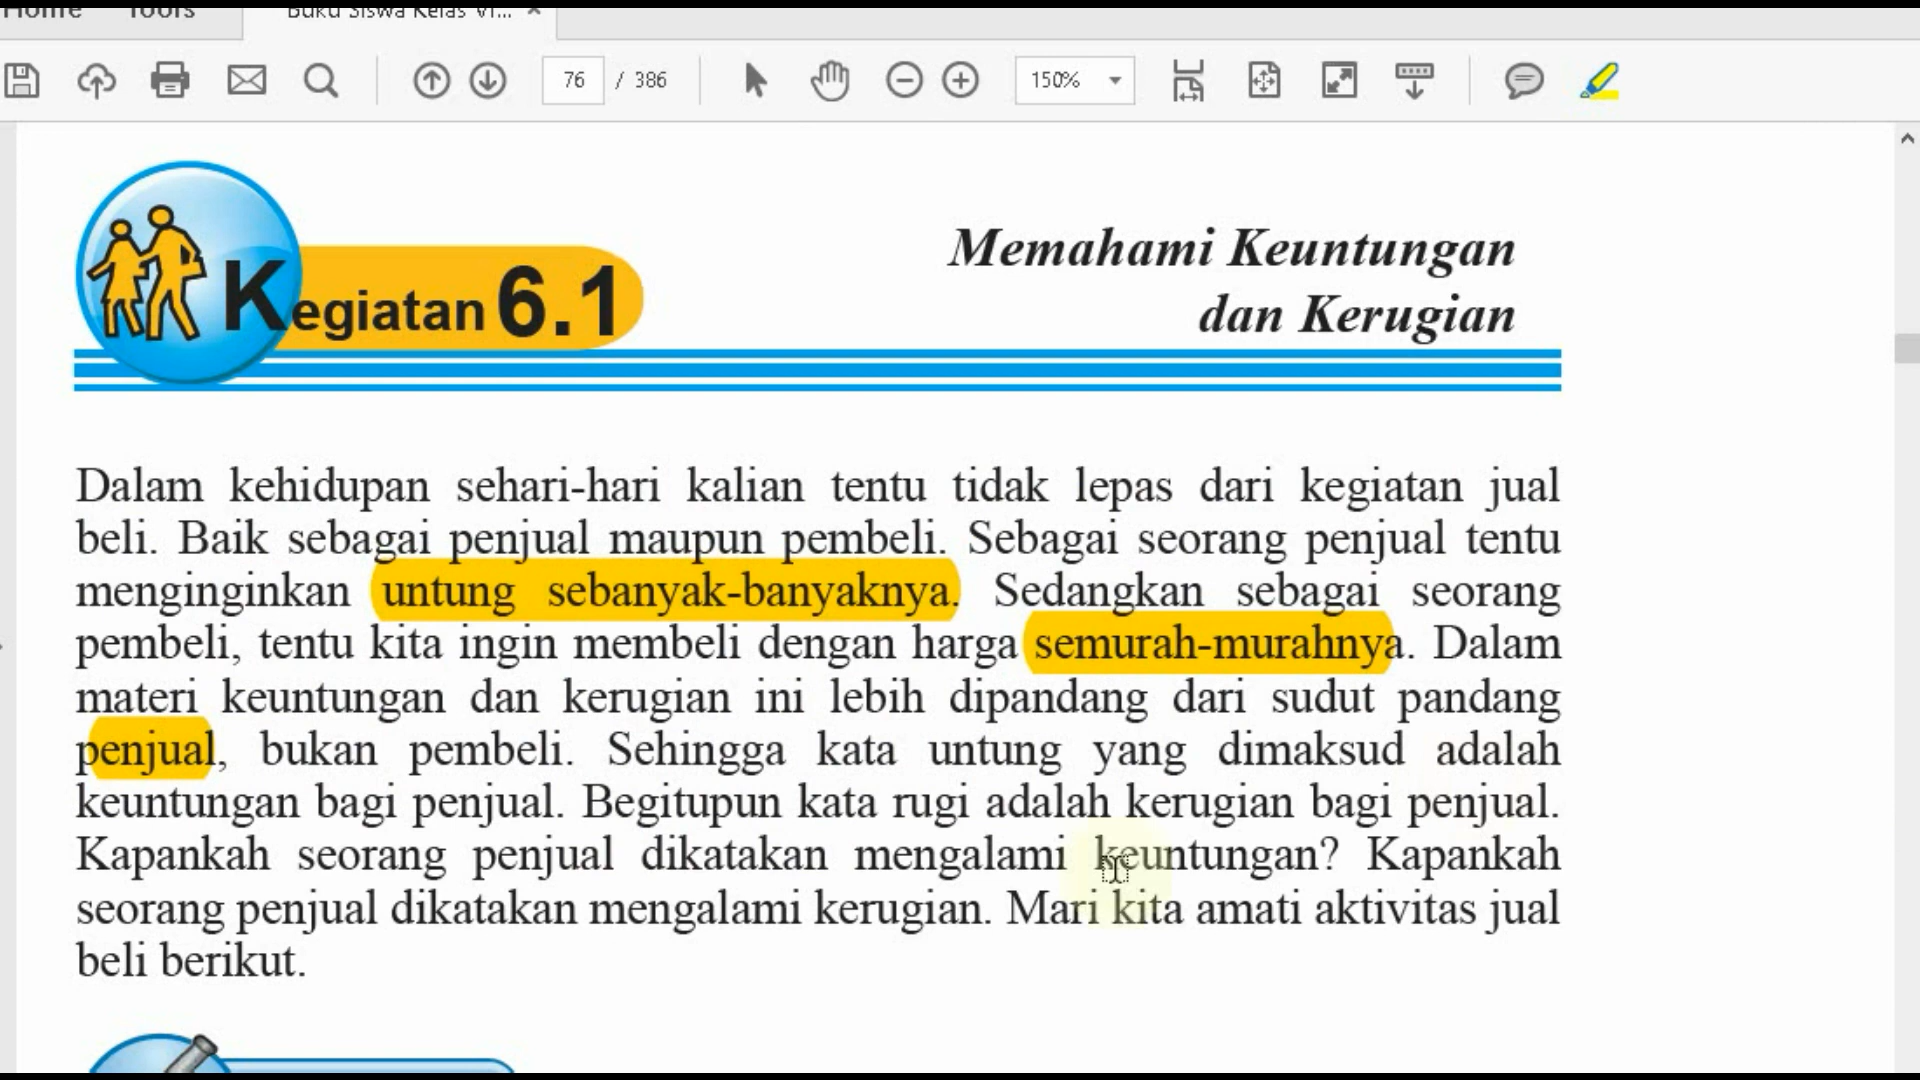 Home Tools Buku Siswa Kelas VI...
76 / 386 150%
Kegiatan 6.1
Memahami Keuntungan
dan Kerugian
Dalam kehidupan sehari-hari kalian tentu tidak lepas dari kegiatan jual
beli. Baik sebagai penjual maupun pembeli. Sebagai seorang penjual tentu
menginginkan untung sebanyak-banyaknya. Sedangkan sebagai seorang
pembeli, tentu kita ingin membeli dengan harga semurah-murahnya. Dalam
materi keuntungan dan kerugian ini lebih dipandang dari sudut pandang
penjual, bukan pembeli. Sehingga kata untung yang dimaksud adalah
keuntungan bagi penjual. Begitupun kata rugi adalah kerugian bagi penjual.
Kapankah seorang penjual dikatakan mengalami keuntungan? Kapankah
seorang penjual dikatakan mengalami kerugian. Mari kita amati aktivitas jual
beli berikut.